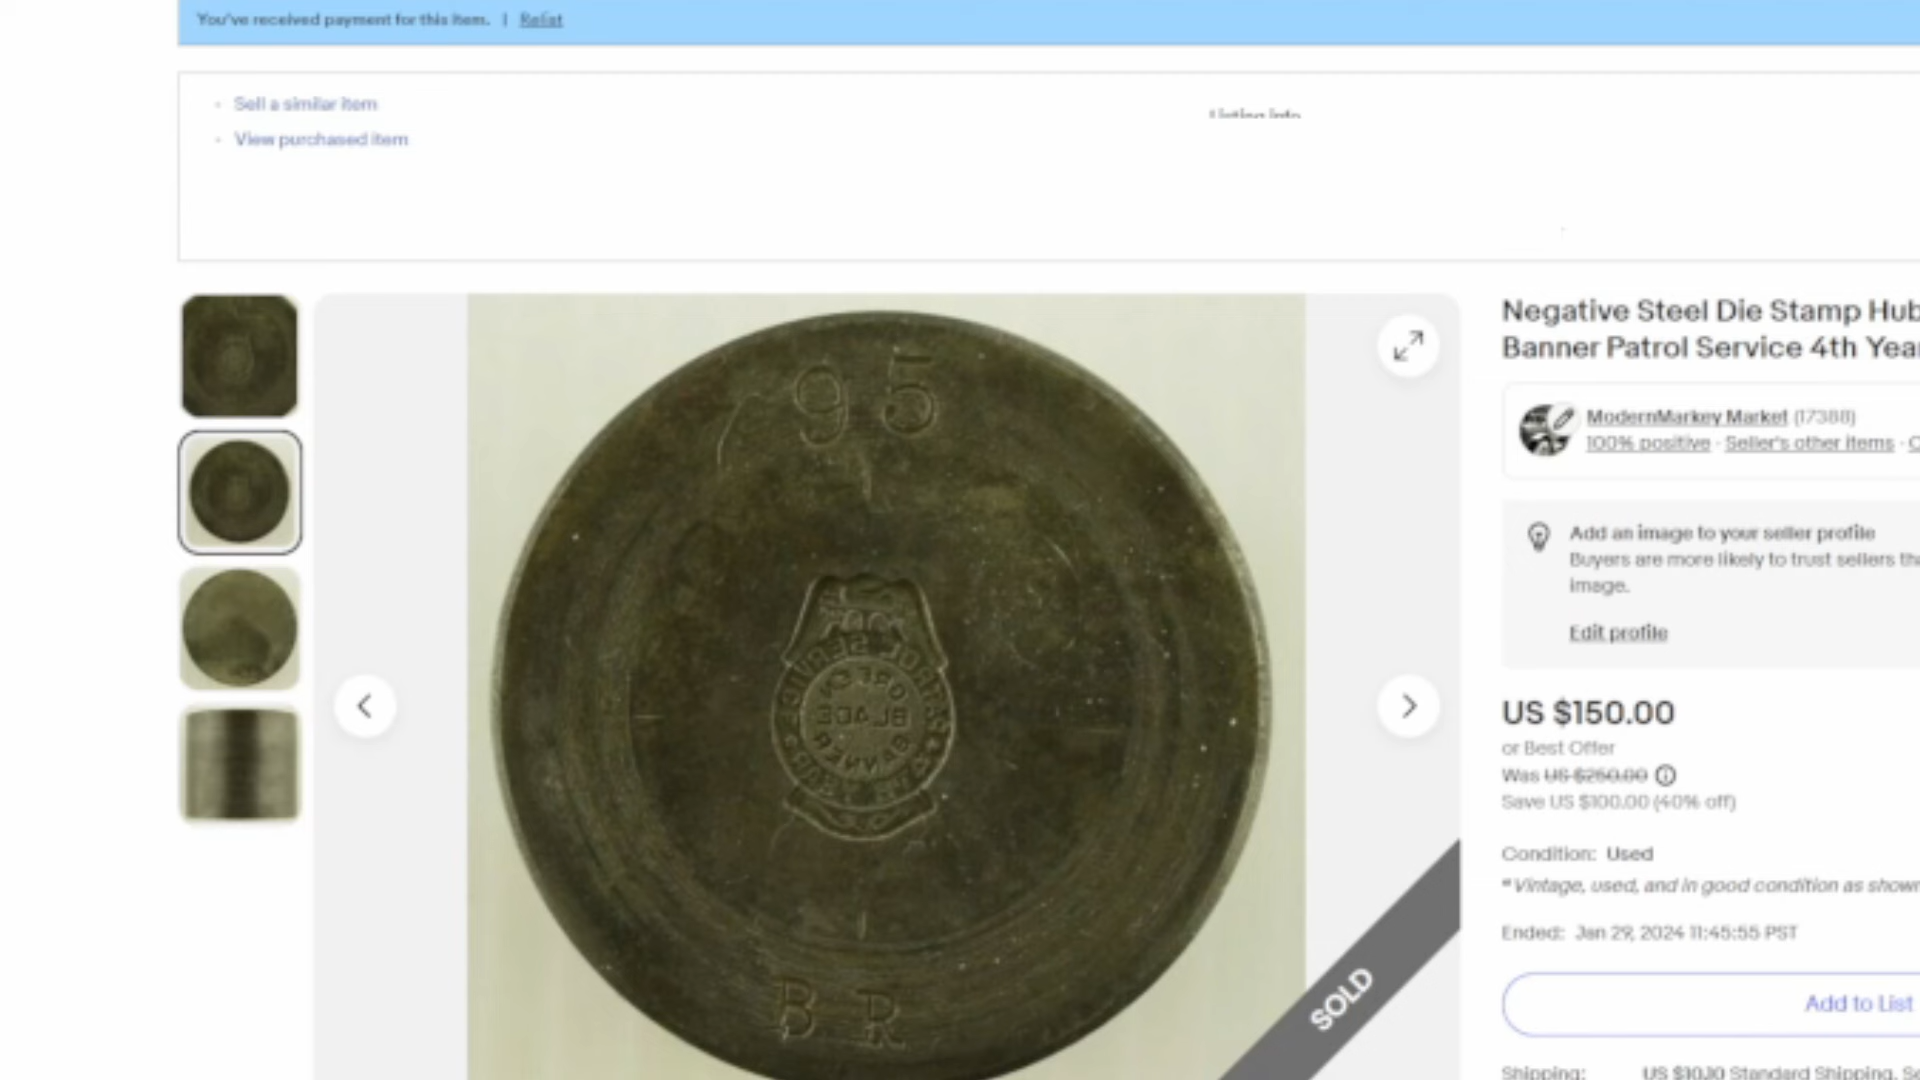 You've received payment for this item. | Relist
Sell a similar item
View purchased item
Listing info
95
BLADE
BANNER
B R
SOLD
Negative Steel Die Stamp Hub
Banner Patrol Service 4th Year
ModernMarkey Market (17388)
100% positive · Seller's other items ·
Add an image to your seller profile
Buyers are more likely to trust sellers
image.
Edit profile
US $150.00
or Best Offer
Was US $250.00
Save US $100.00 (40% off)
Condition: Used
"Vintage, used, and in good condition as shown
Ended: Jan 29, 2024 11:45:55 PST
Add to List
Shipping: US $10.10 Standard Shipping.